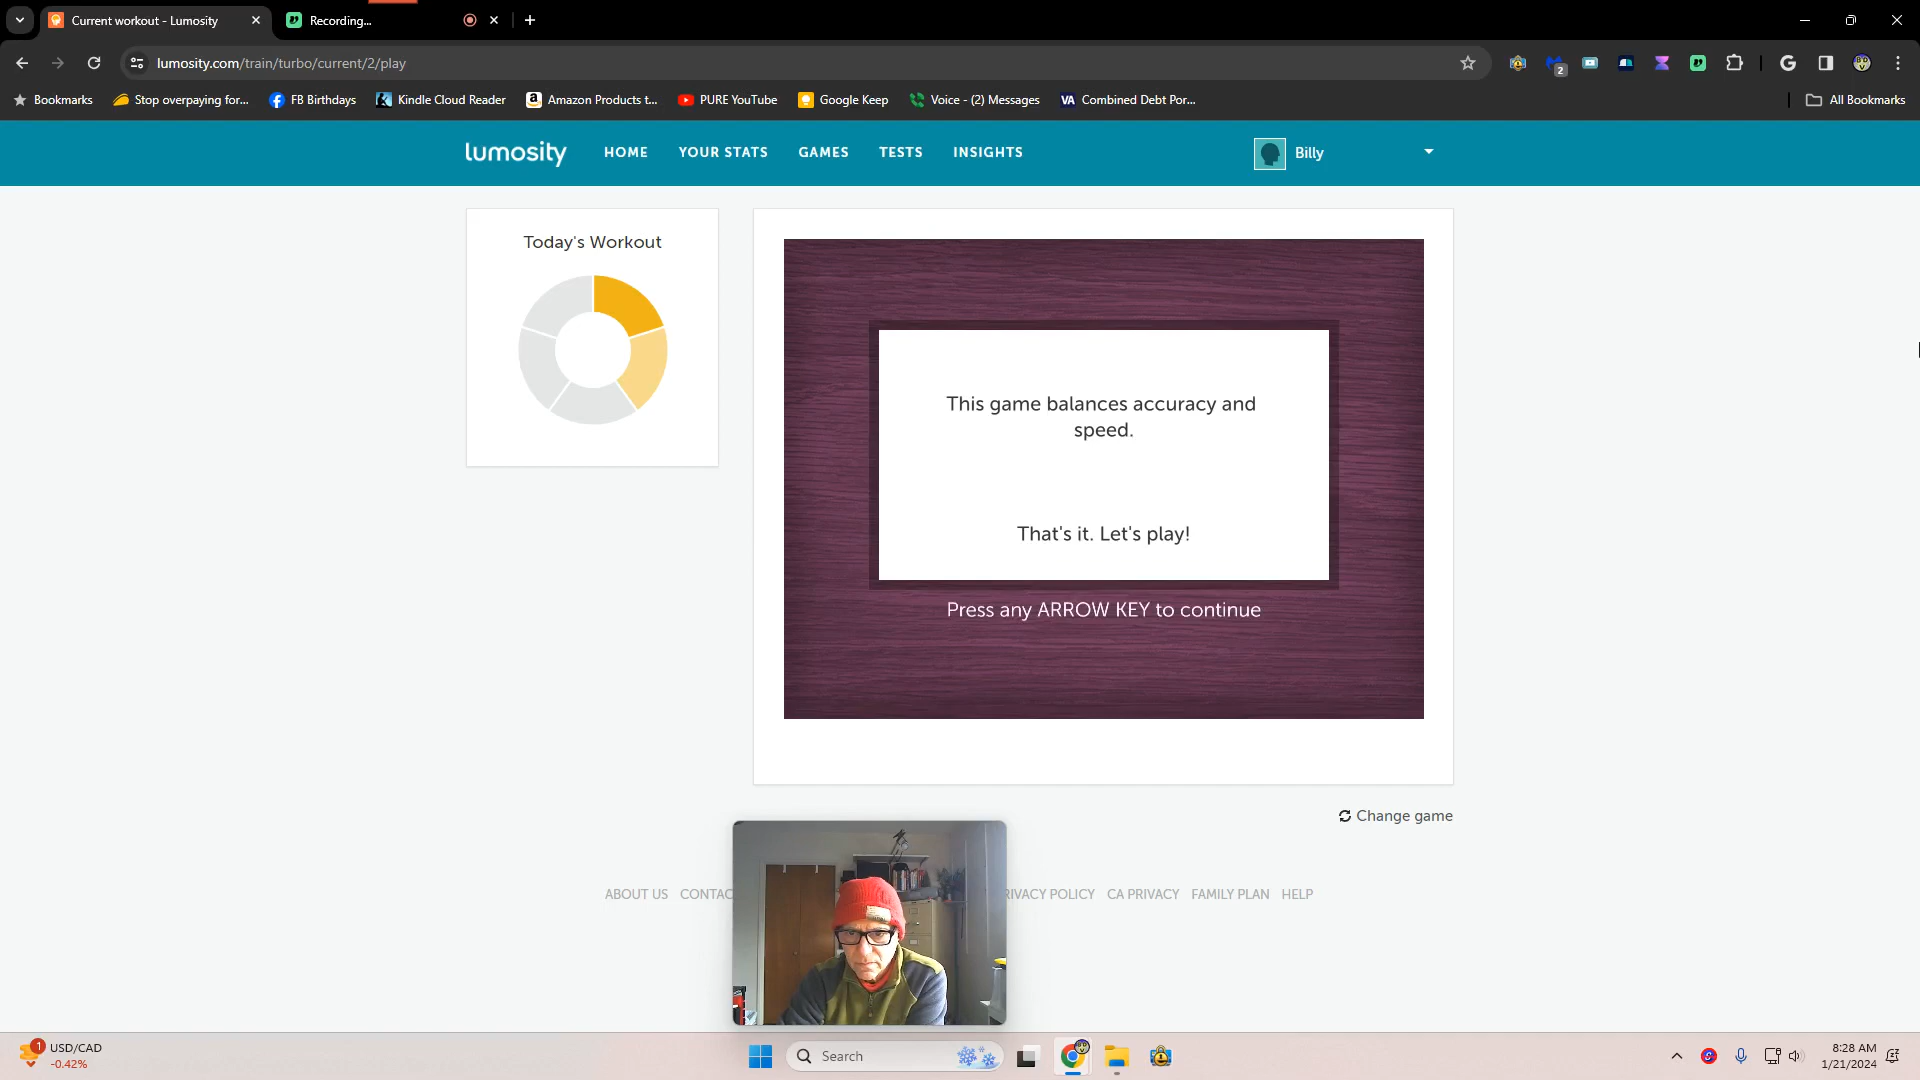 Current workout - Lumosity
Recording...
lumosity.com/train/turbo/current/2/play
2
Bookmarks
Stop overpaying for...
FB Birthdays
Kindle Cloud Reader
Amazon Products t...
PURE YouTube
Google Keep
Voice - (2) Messages
VA Combined Debt Por...
All Bookmarks
lumosity
HOME
YOUR STATS
GAMES
TESTS
INSIGHTS
Billy
Today's Workout
This game balances accuracy and
speed.
That's it. Let's play!
Press any ARROW KEY to continue
Change game
ABOUT US
CONTAC
RIVACY POLICY
CA PRIVACY
FAMILY PLAN
HELP
1
USD/CAD
-0.42%
Search
8:28 AM
1/21/2024